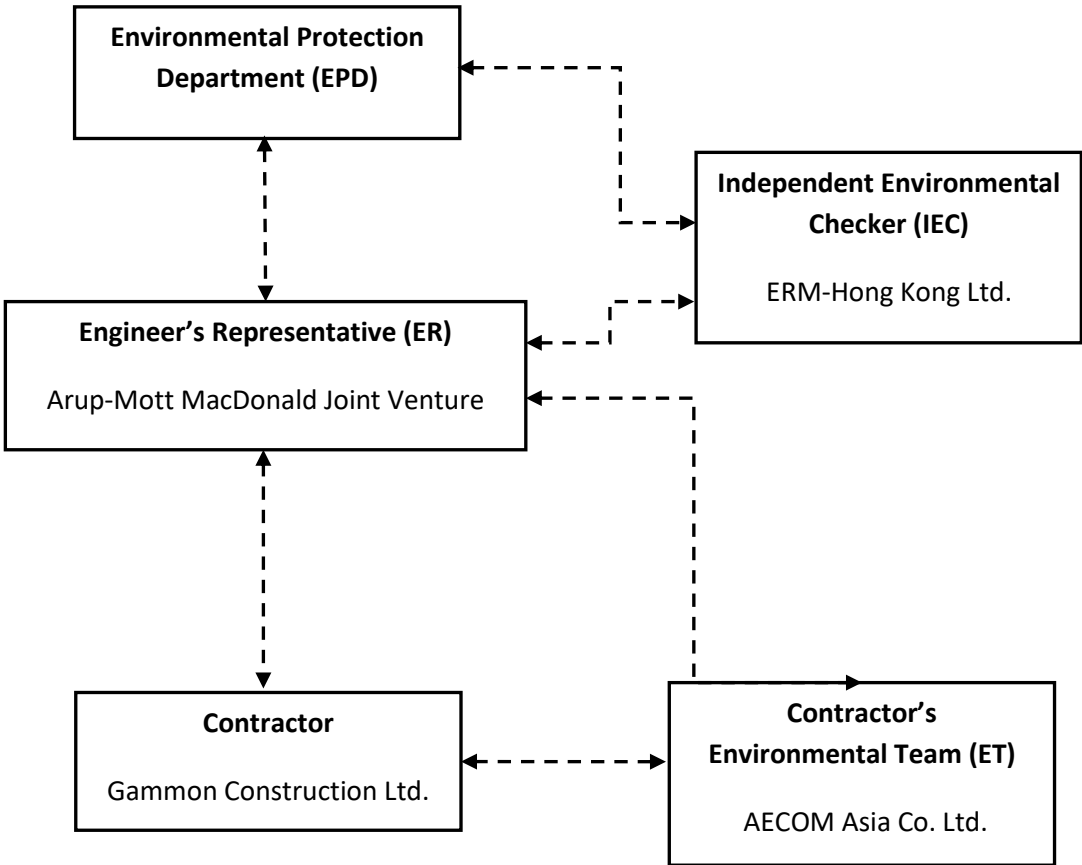 Environmental Protection
Department (EPD)
Independent Environmental
Checker (IEC)
ERM-Hong Kong Ltd.
Engineer’s Representative (ER)
Arup-Mott MacDonald Joint Venture
Contractor
Gammon Construction Ltd.
Contractor’s
Environmental Team (ET)
AECOM Asia Co. Ltd.